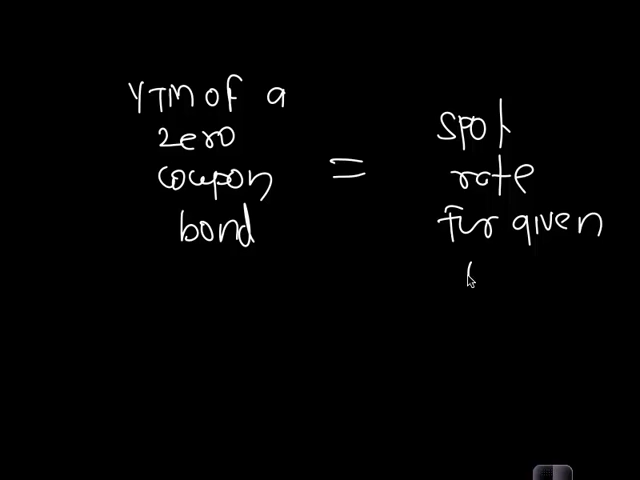 YTM of a
zero
coupon
bond
=
spot
rate
for given